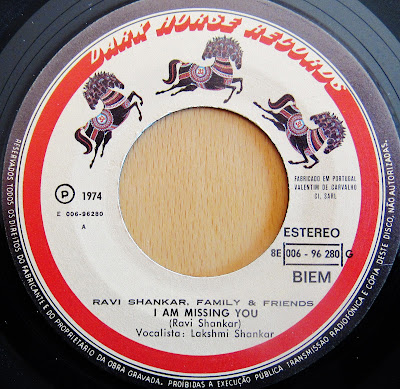 DARK HORSE RECORDS
FABRICADO EM PORTUGAL
VALENTIM DE CARVALHO
CI, SARL
P 1974
E 006-96280
A
ESTEREO
8E 006 - 96 280 G
BIEM
RAVI SHANKAR, FAMILY & FRIENDS
I AM MISSING YOU
(Ravi Shankar)
Vocalista: Lakshmi Shankar
RESERVADOS TODOS OS DIREITOS DO FABRICANTE E DO PROPRIETARIO DA OBRA GRAVADA. PROIBIDAS A EXECUÇÃO PÚBLICA TRANSMISSÃO RADIOFÓNICA E COPIA DESTE DISCO, NÃO AUTORIZADAS.